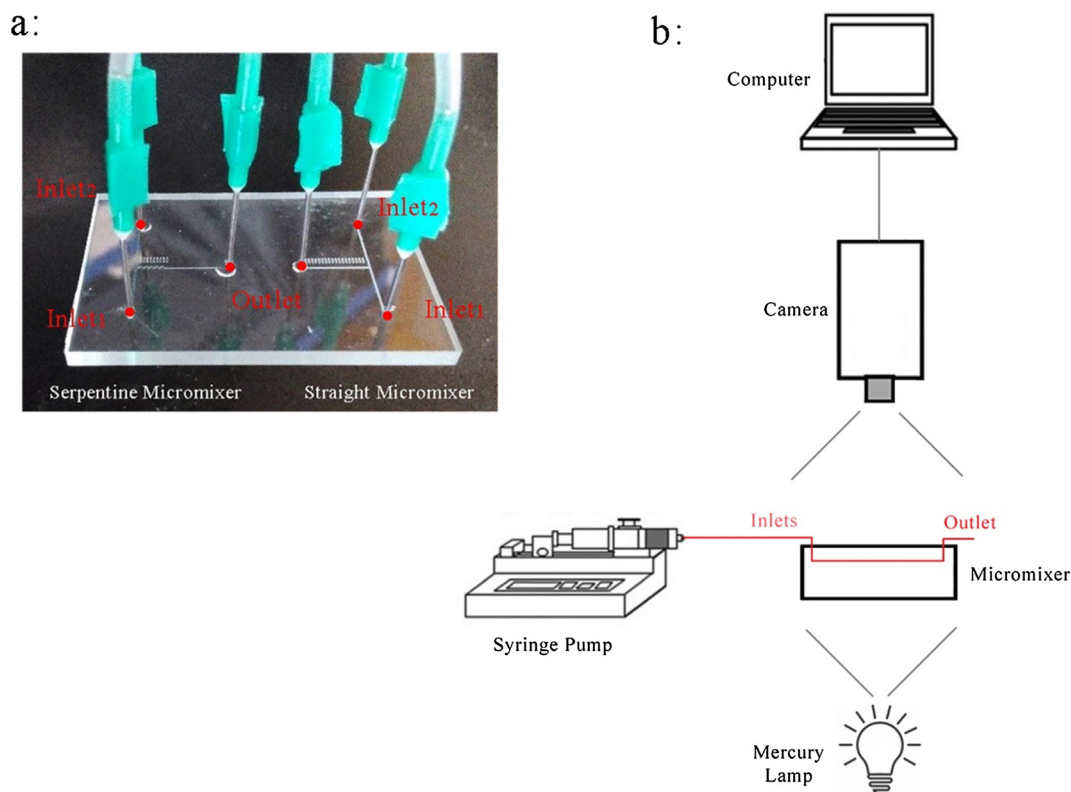 a:
Inlet2
Inlet2
Outlet
Inlet1
Inlet1
Serpentine Micromixer
Straight Micromixer
b:
Computer
Camera
Inlets
Outlet
Micromixer
Syringe Pump
Mercury
Lamp